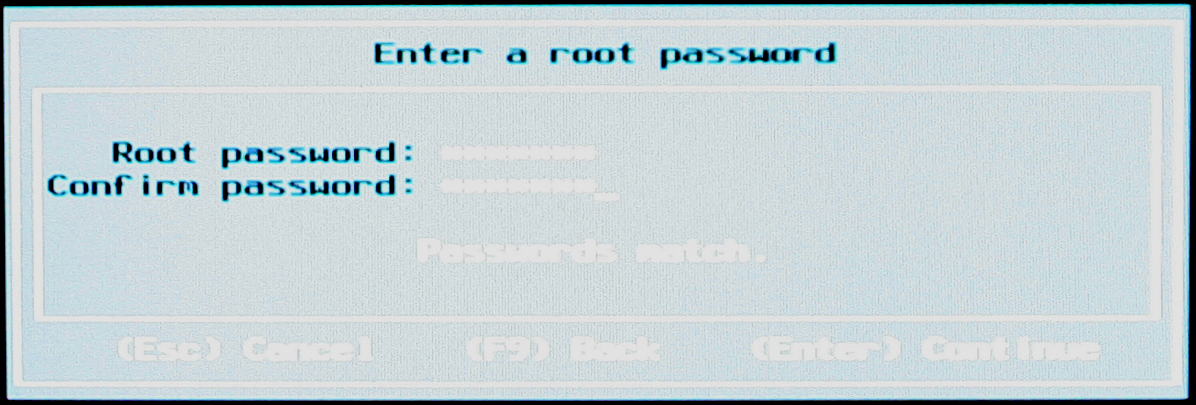 Enter a root password
Root password: *******
Confirm password: *******_
Passwords match.
(Esc) Cancel (F9) Back (Enter) Continue